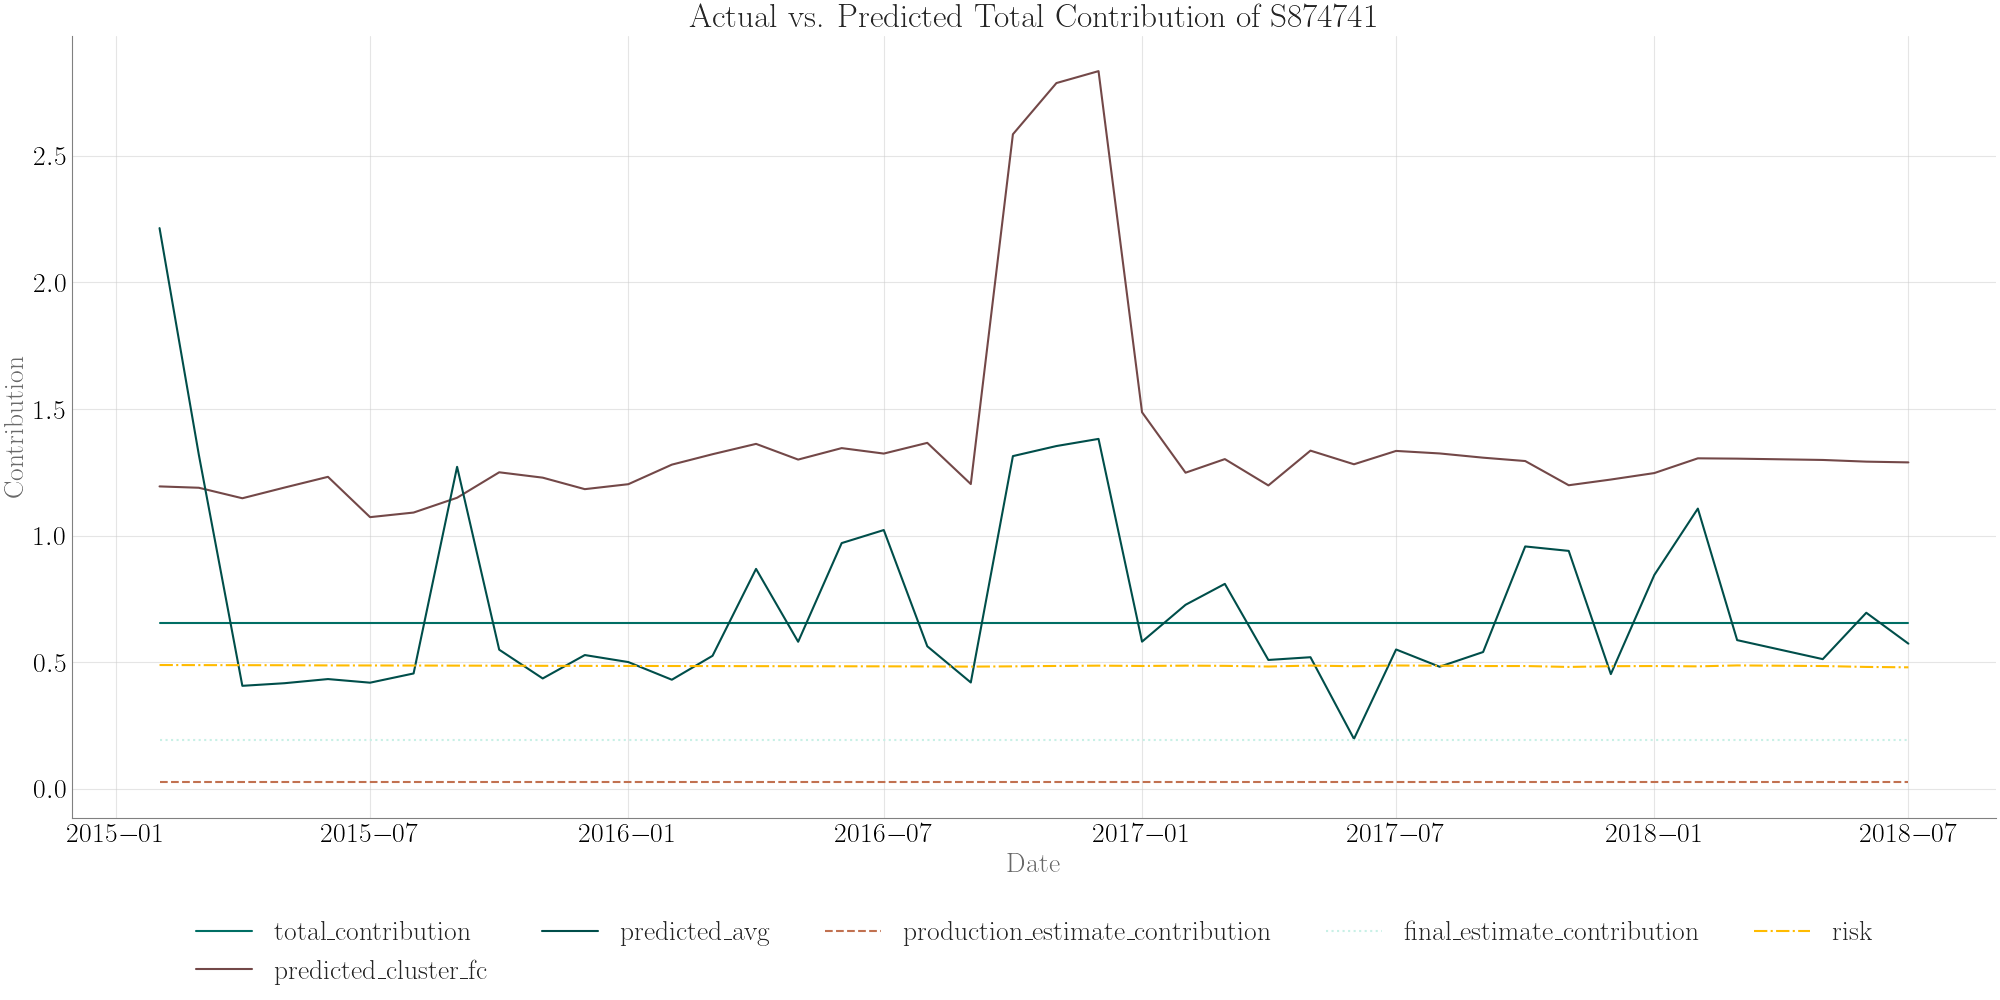 Actual vs. Predicted Total Contribution of S874741
Contribution
2.5
2.0
1.5
1.0
0.5
0.0
2015−01 2015−07 2016−01 2016−07 2017−01 2017−07 2018−01 2018−07
Date
total_contribution predicted_avg production_estimate_contribution final_estimate_contribution risk
predicted_cluster_fc